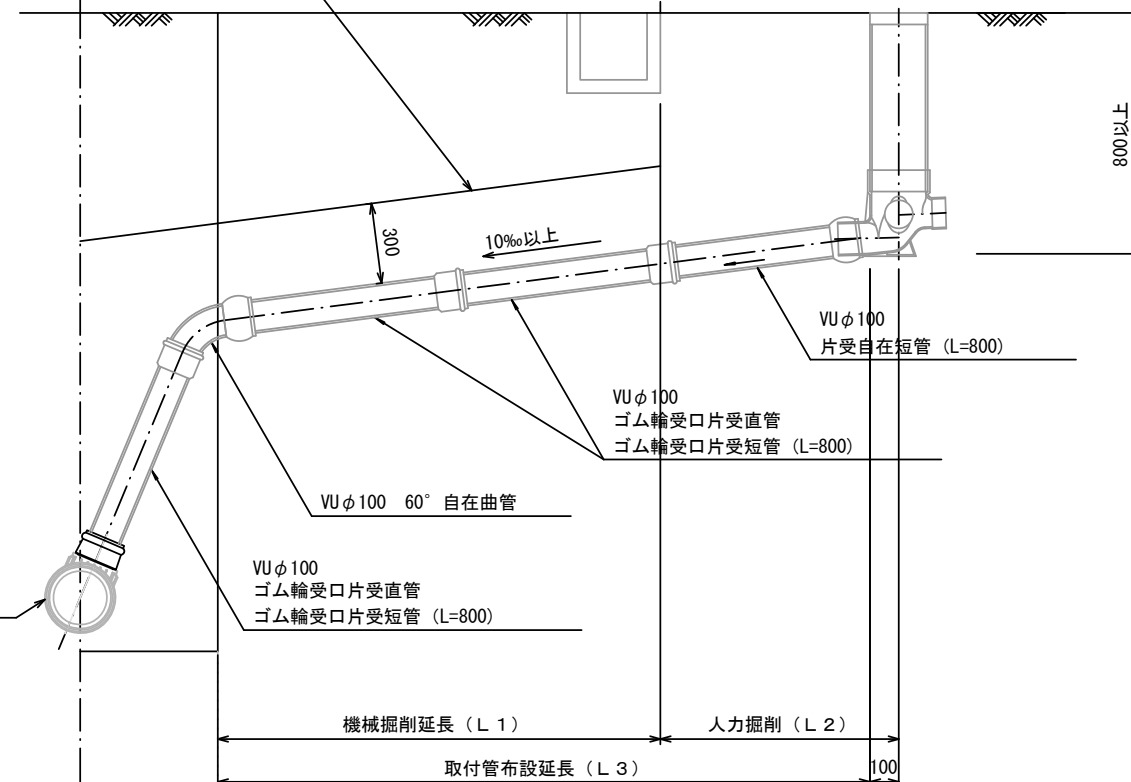 800以上
300
10‰以上
VUφ100
片受自在短管 (L=800)
VUφ100
ゴム輪受口片受直管
ゴム輪受口片受短管 (L=800)
VUφ100 60° 自在曲管
VUφ100
ゴム輪受口片受直管
ゴム輪受口片受短管 (L=800)
機械掘削延長（Ｌ１）
人力掘削（Ｌ２）
取付管布設延長（Ｌ３）
100